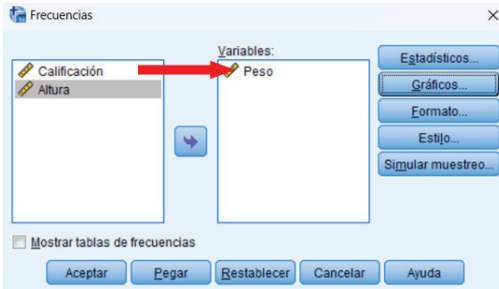 Frecuencias
Variables:
Calificación
Altura
Peso
Estadísticos...
Gráficos...
Formato...
Estilo...
Simular muestreo...
Mostrar tablas de frecuencias
Aceptar
Pegar
Restablecer
Cancelar
Ayuda